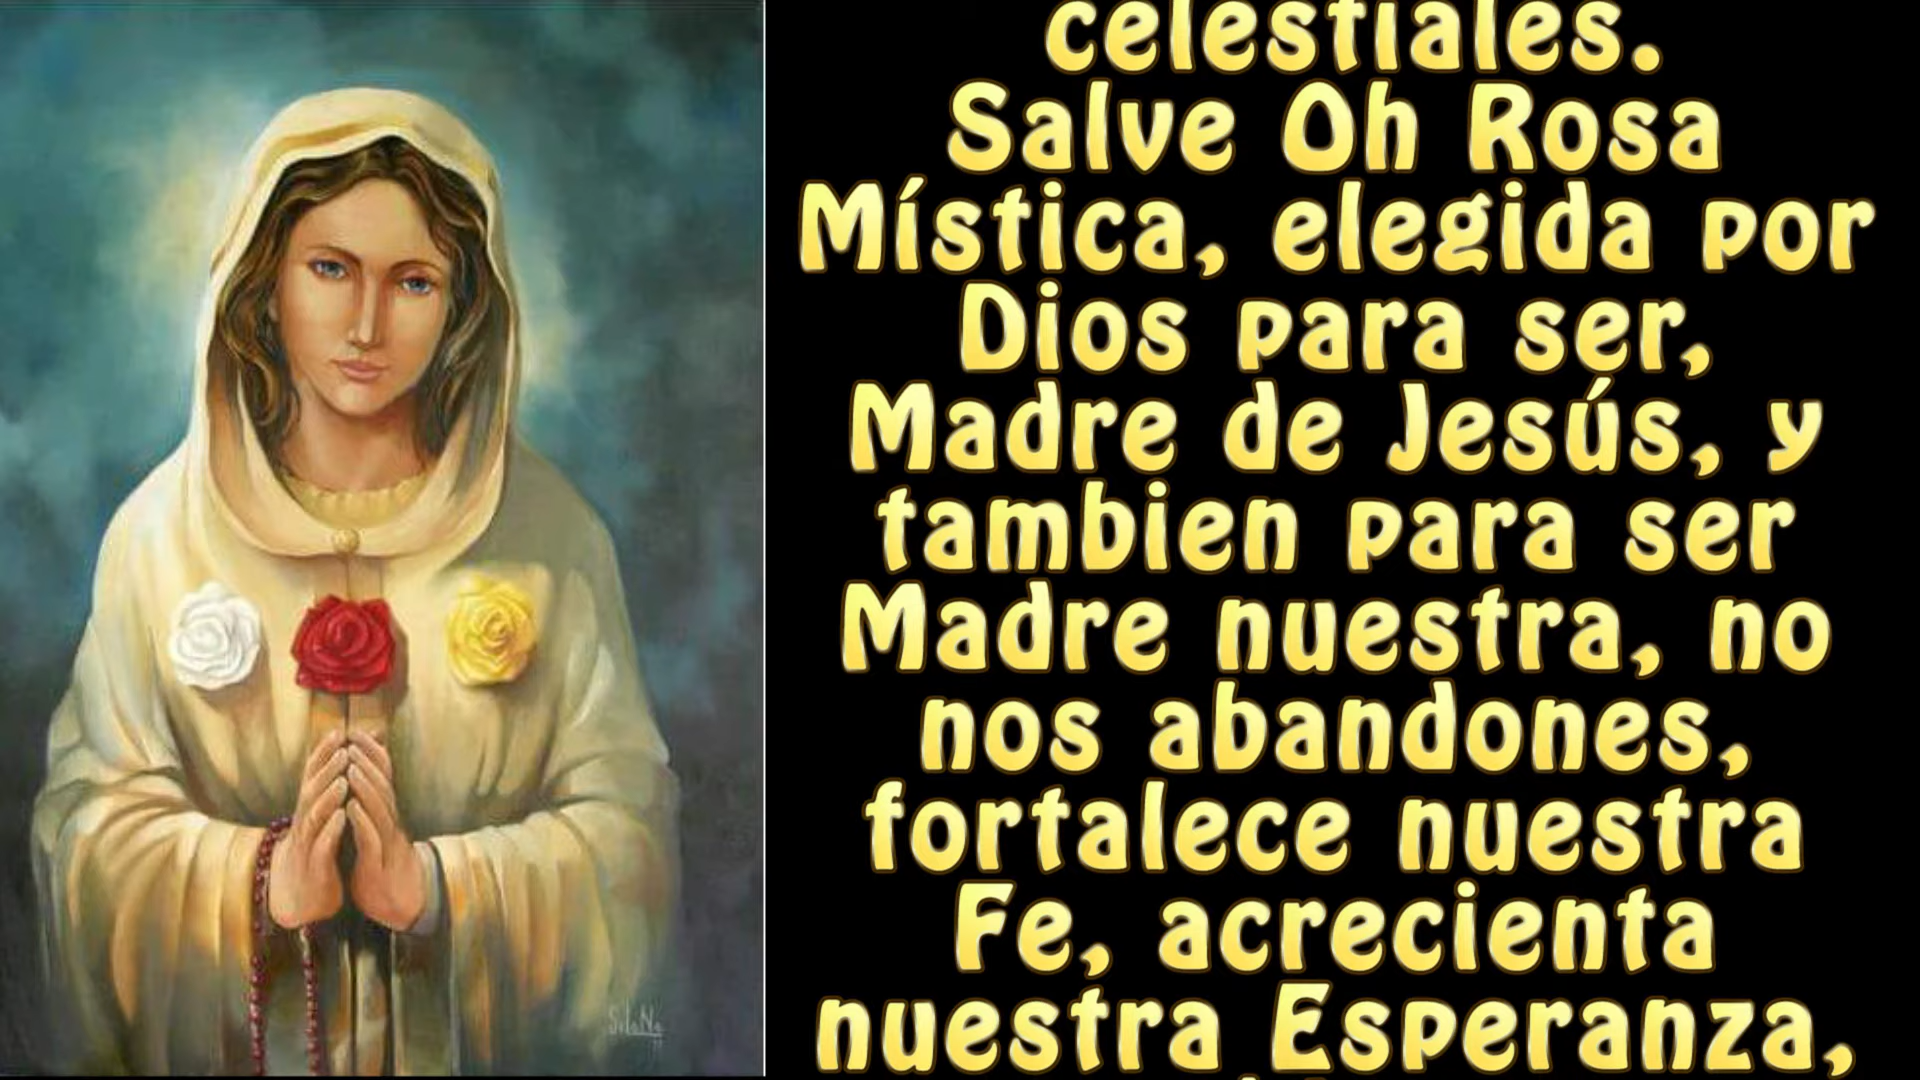 celestiales.
Salve Oh Rosa
Mística, elegida por
Dios para ser,
Madre de Jesús, y
tambien para ser
Madre nuestra, no
nos abandones,
fortalece nuestra
Fe, acrecienta
nuestra Esperanza,
SolaNo